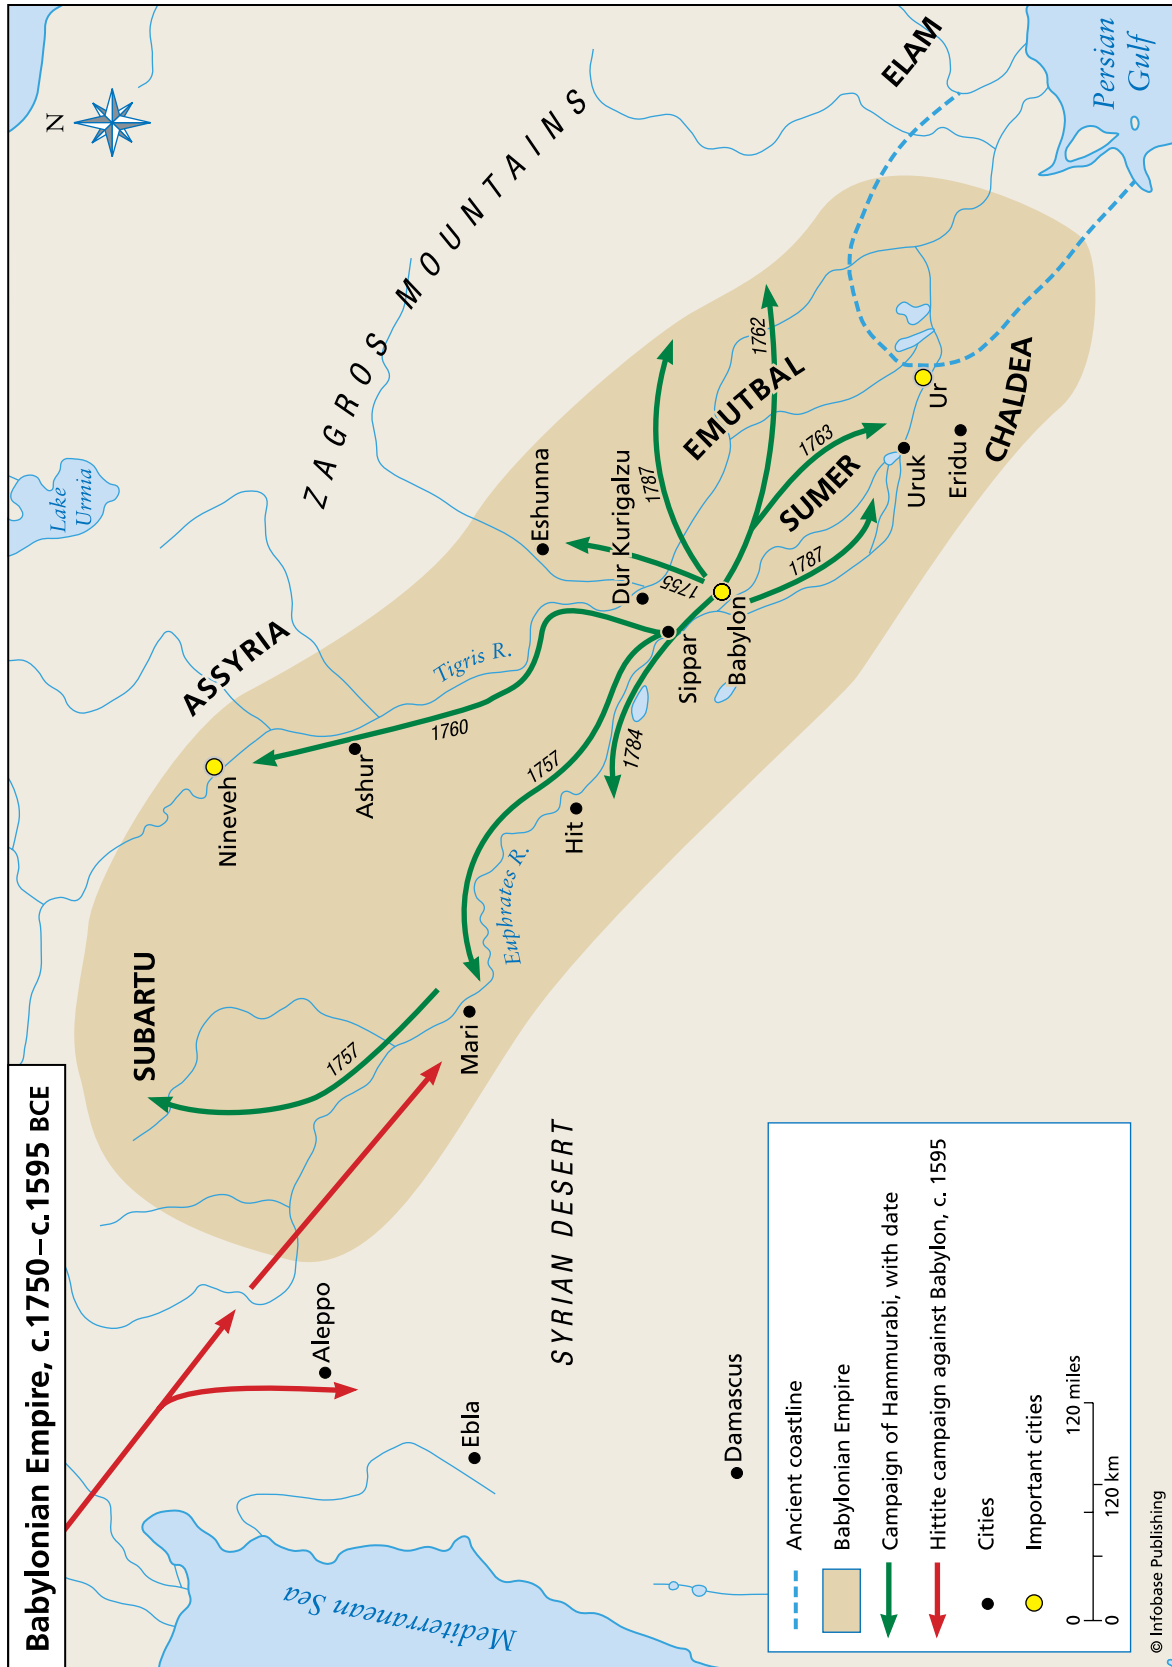 Babylonian Empire, c.1750–c.1595 BCE
N
Lake
Urmia
ZAGROS MOUNTAINS
ELAM
Persian
Gulf
ASSYRIA
SUBARTU
Nineveh
Ashur
1760
Tigris R.
Eshunna
Dur Kurigalzu
1755
1787
EMUTBAL
1762
1763
SUMER
1787
Sippar
Babylon
Uruk
Ur
Eridu
CHALDEA
1757
1784
Hit
Euphrates R.
Mari
1757
SYRIAN DESERT
Aleppo
Ebla
Damascus
Mediterranean Sea
Ancient coastline
Babylonian Empire
Campaign of Hammurabi, with date
Hittite campaign against Babylon, c. 1595
Cities
Important cities
0 120 miles
0 120 km
© Infobase Publishing